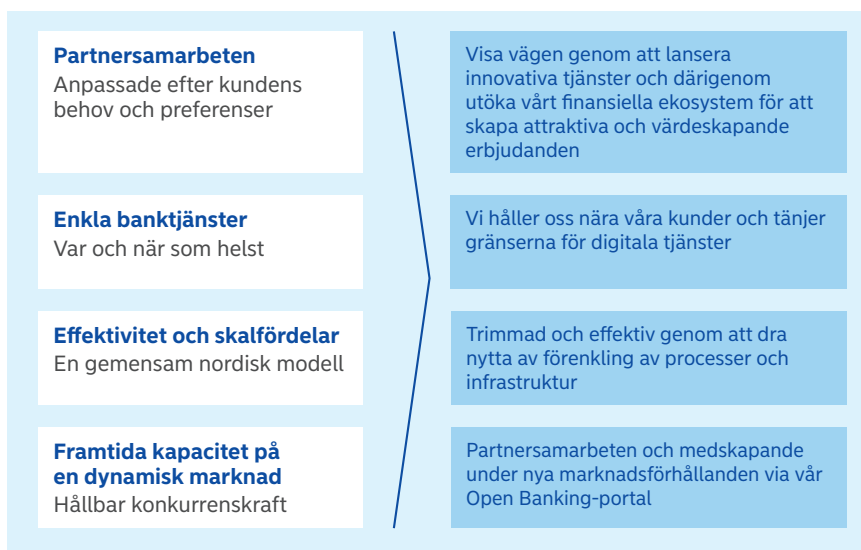 Partnersamarbeten
Anpassade efter kundens
behov och preferenser
Visa vägen genom att lansera
innovativa tjänster och därigenom
utöka vårt finansiella ekosystem för att
skapa attraktiva och värdeskapande
erbjudanden
Enkla banktjänster
Var och när som helst
Vi håller oss nära våra kunder och tänjer
gränserna för digitala tjänster
Effektivitet och skalfördelar
En gemensam nordisk modell
Trimmad och effektiv genom att dra
nytta av förenkling av processer och
infrastruktur
Framtida kapacitet på
en dynamisk marknad
Hållbar konkurrenskraft
Partnersamarbeten och medskapande
under nya marknadsförhållanden via vår
Open Banking-portal